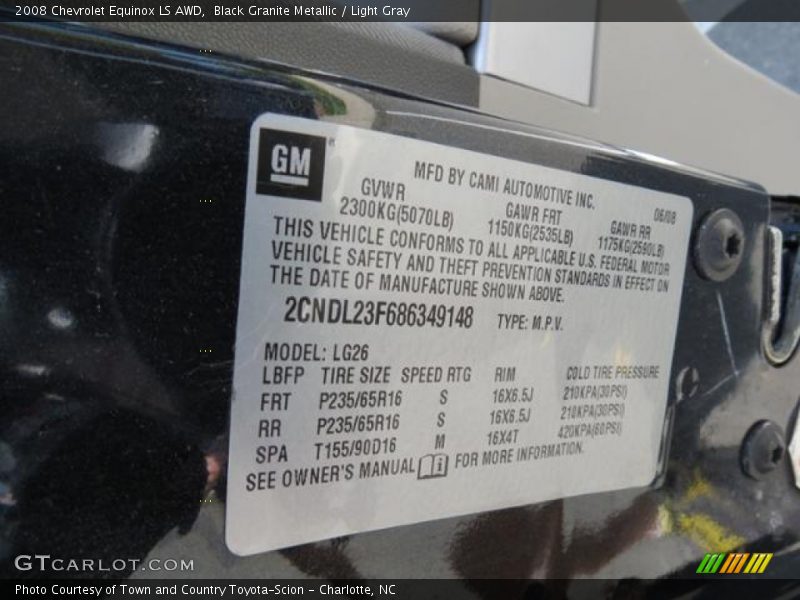 2008 Chevrolet Equinox LS AWD, Black Granite Metallic / Light Gray
GM
MFD BY CAMI AUTOMOTIVE INC.
06/08
GVWR
GAWR FRT
GAWR RR
2300KG(5070LB)
1150KG(2535LB)
1175KG(2590LB)
THIS VEHICLE CONFORMS TO ALL APPLICABLE U.S. FEDERAL MOTOR
VEHICLE SAFETY AND THEFT PREVENTION STANDARDS IN EFFECT ON
THE DATE OF MANUFACTURE SHOWN ABOVE.
2CNDL23F686349148 TYPE: M.P.V.
MODEL: LG26
LBFP TIRE SIZE SPEED RTG RIM COLD TIRE PRESSURE
FRT P235/65R16 S 16X6.5J 210KPA(30PSI)
RR P235/65R16 S 16X6.5J 210KPA(30PSI)
SPA T155/90D16 M 16X4T 420KPA(60PSI)
SEE OWNER'S MANUAL i FOR MORE INFORMATION.
GTCARLOT.COM
Photo Courtesy of Town and Country Toyota-Scion - Charlotte, NC